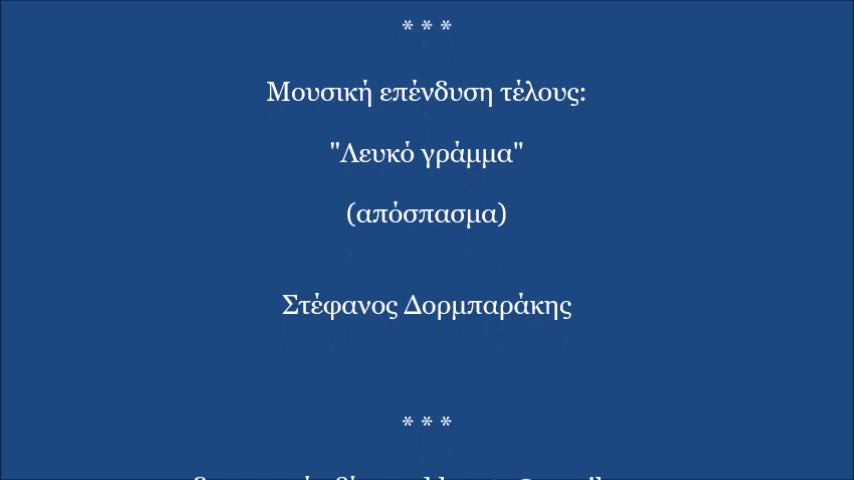 * * *
Μουσική επένδυση τέλους:
"Λευκό γράμμα"
(απόσπασμα)
Στέφανος Δορμπαράκης
* * *